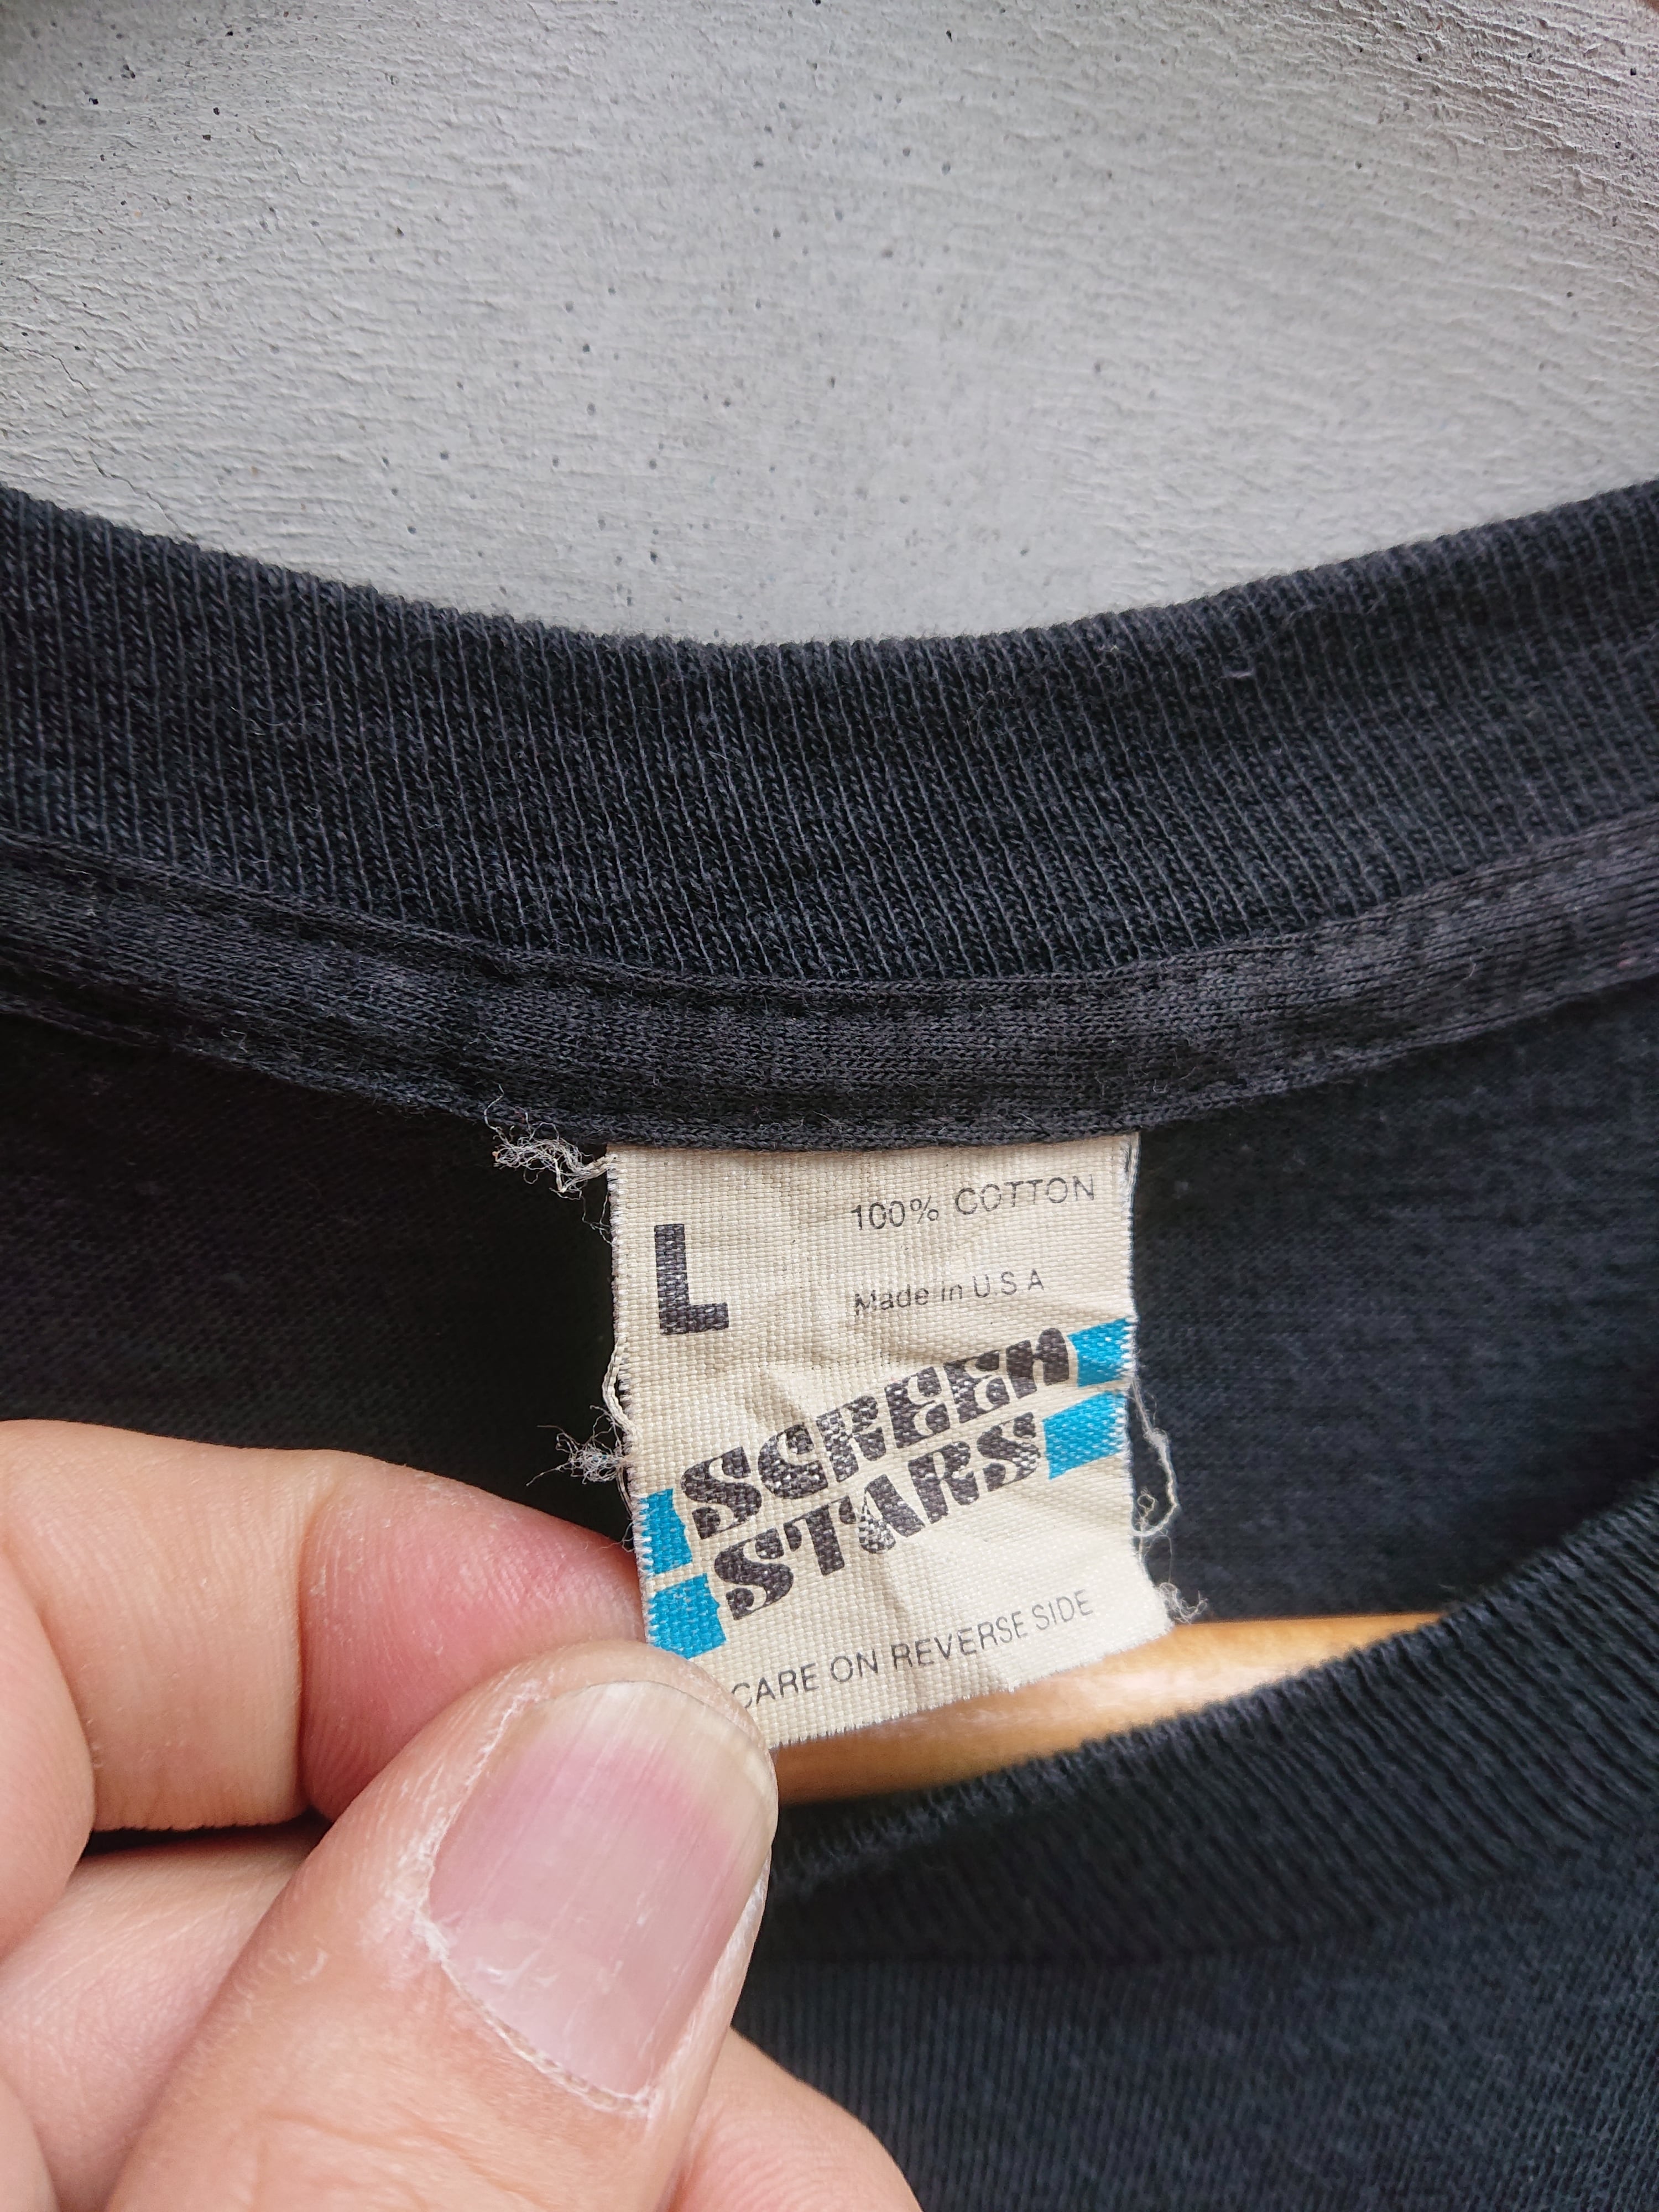 L
100% COTTON
Made in U.S.A
SCREEN
STARS
CARE ON REVERSE SIDE